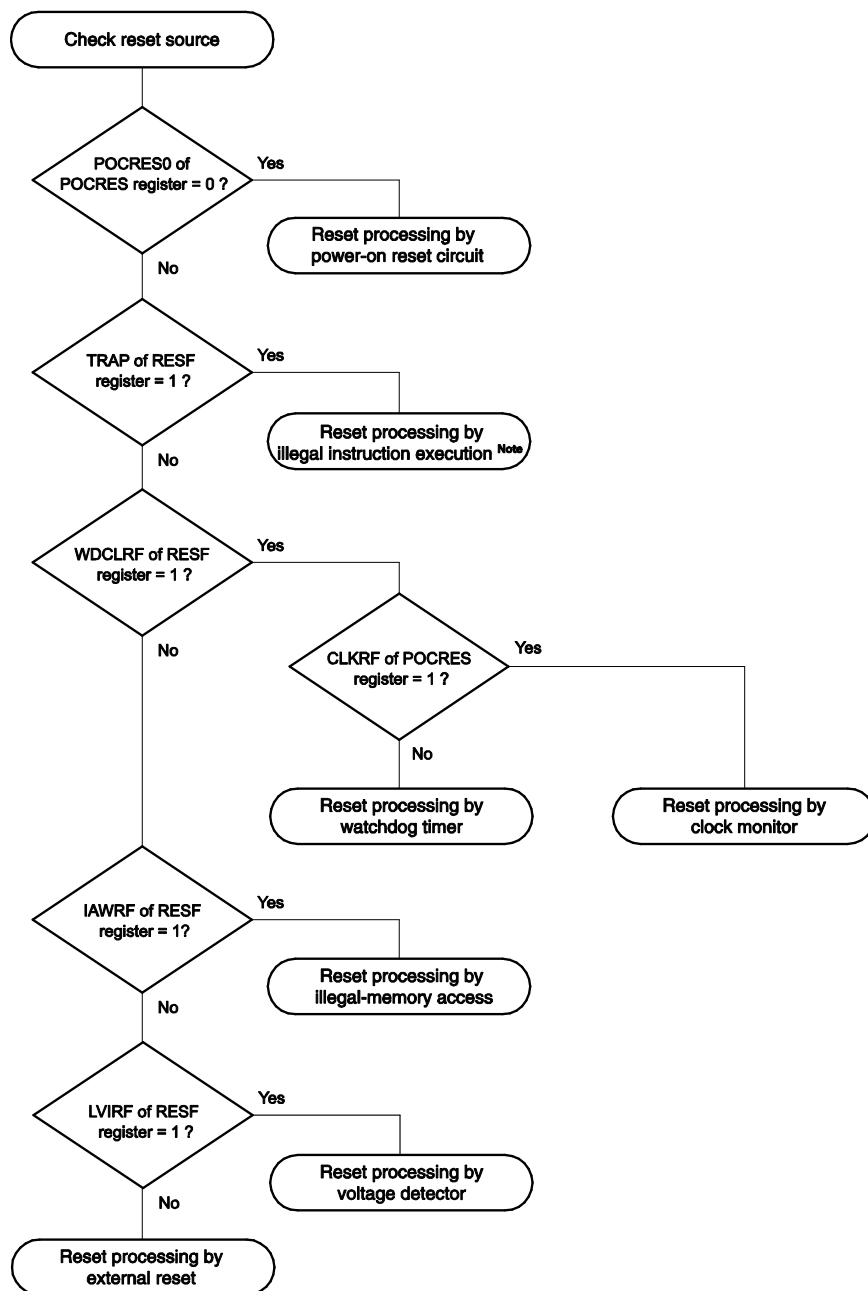 Check reset source
POCRES0 of
POCRES register = 0 ?
Yes
Reset processing by
power-on reset circuit
No
TRAP of RESF
register = 1 ?
Yes
Reset processing by
illegal instruction execution Note
No
WDCLRF of RESF
register = 1 ?
Yes
No
CLKRF of POCRES
register = 1 ?
Yes
No
Reset processing by
watchdog timer
Reset processing by
clock monitor
IAWRF of RESF
register = 1?
Yes
Reset processing by
illegal-memory access
No
LVIRF of RESF
register = 1 ?
Yes
Reset processing by
voltage detector
No
Reset processing by
external reset